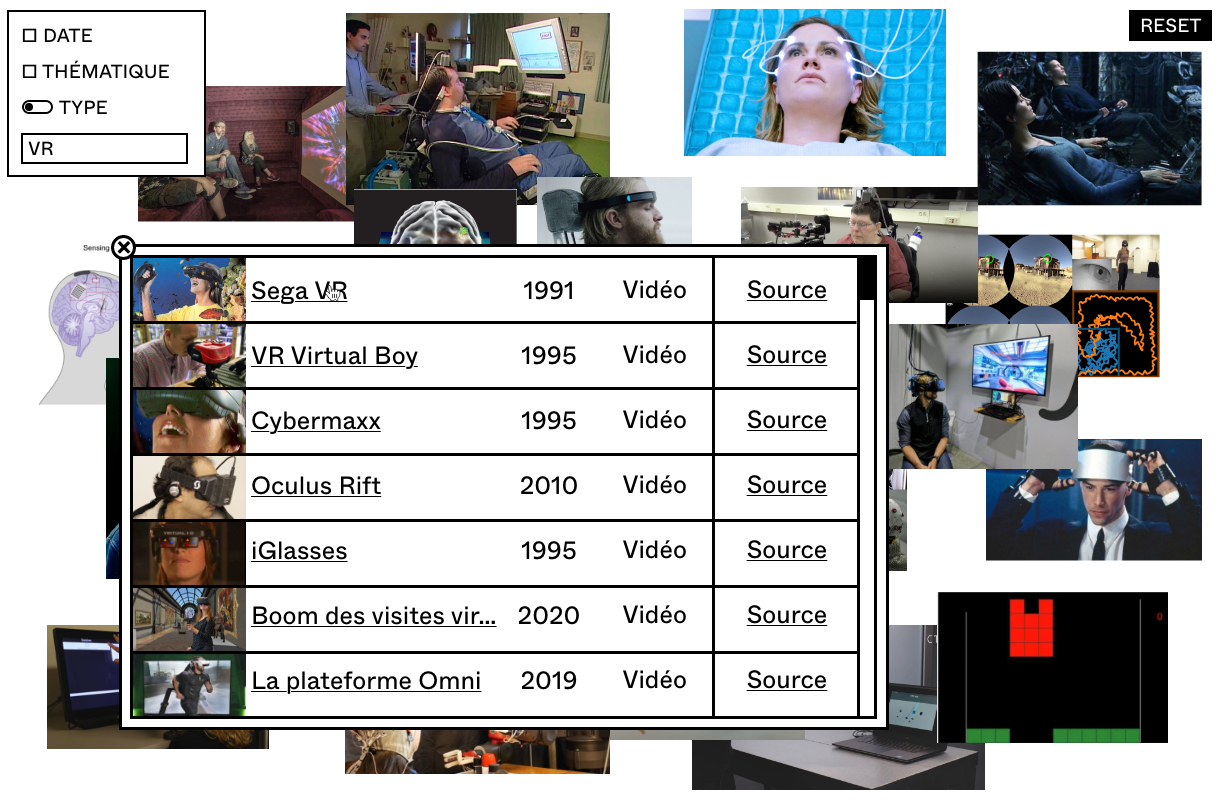 DATE
THÉMATIQUE
TYPE
VR
RESET
Sensing
Sega VR 1991 Vidéo Source
VR Virtual Boy 1995 Vidéo Source
Cybermaxx 1995 Vidéo Source
Oculus Rift 2010 Vidéo Source
iGlasses 1995 Vidéo Source
Boom des visites vir... 2020 Vidéo Source
La plateforme Omni 2019 Vidéo Source
0